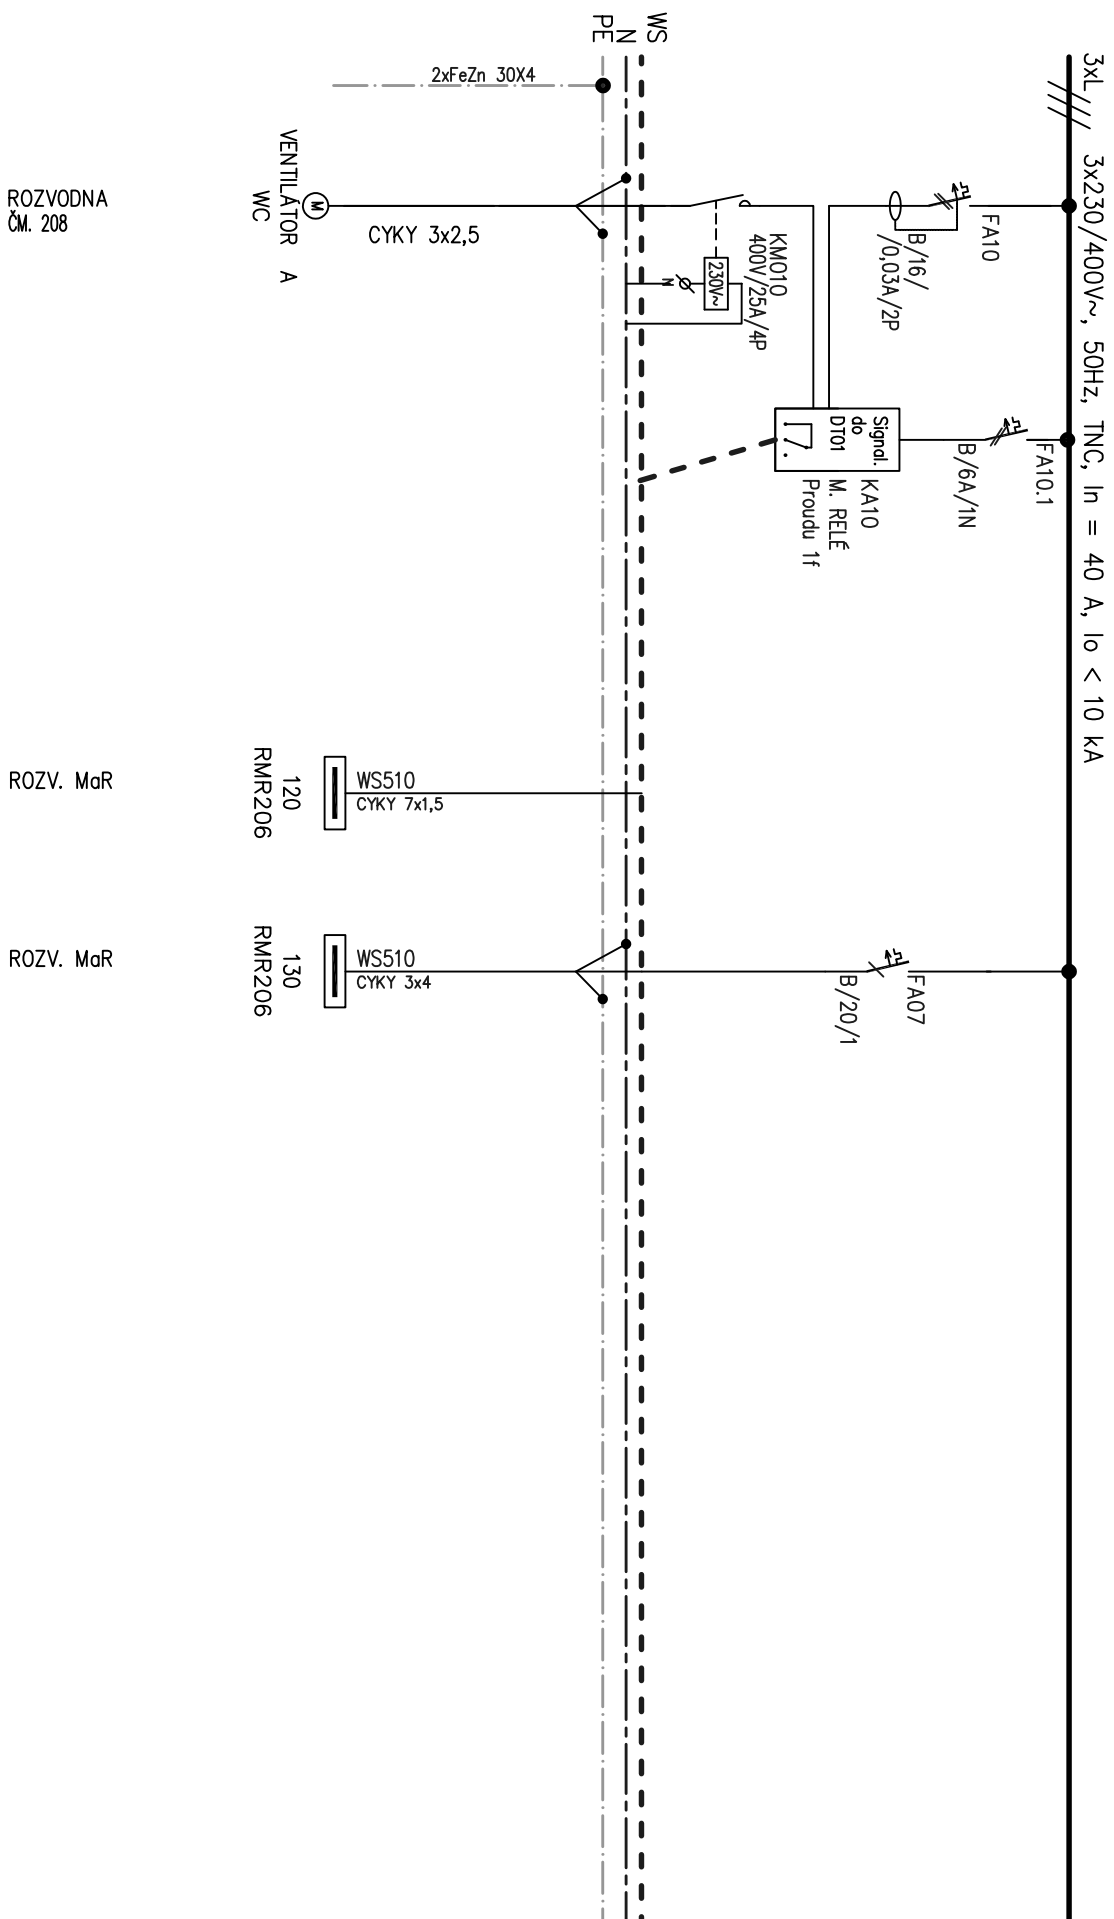 3xL
3x230/400V~, 50Hz, TNC, In = 40 A, Io < 10 kA
FA10
B/16/
/0,03A/2P
FA10.1
B/6A/1N
Signal.
do
DT01
KA10
M. RELÉ
Proudu 1f
KM010
400V/25A/4P
230V~
FA07
B/20/1
WS
N
PE
2xFeZn 30X4
CYKY 3x2,5
M
VENTILÁTOR A
WC
ROZVODNA
ČM. 208
WS510
CYKY 7x1,5
120
RMR206
ROZV. MaR
WS510
CYKY 3x4
130
RMR206
ROZV. MaR